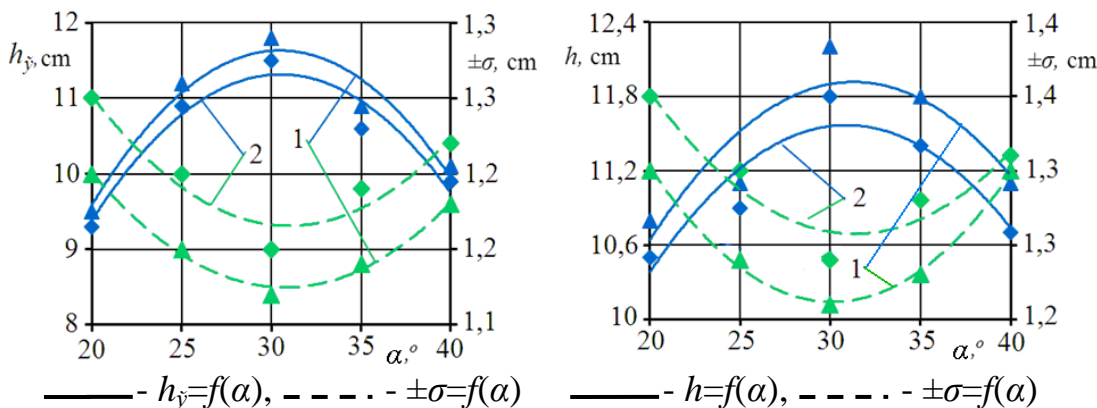 12 1,3 12,4 1,4
h_ў, cm ±σ, cm h, cm ±σ, cm
11 1,3 11,8 1,4
2 1
10 1,2 11,2 1,3
2
9 1,2 10,6 1 1,3
8 1,1 10 1,2
20 25 30 35 α,° 40 20 25 30 35 α,° 40
- h_ў=f(α), - ±σ=f(α) - h=f(α), - ±σ=f(α)